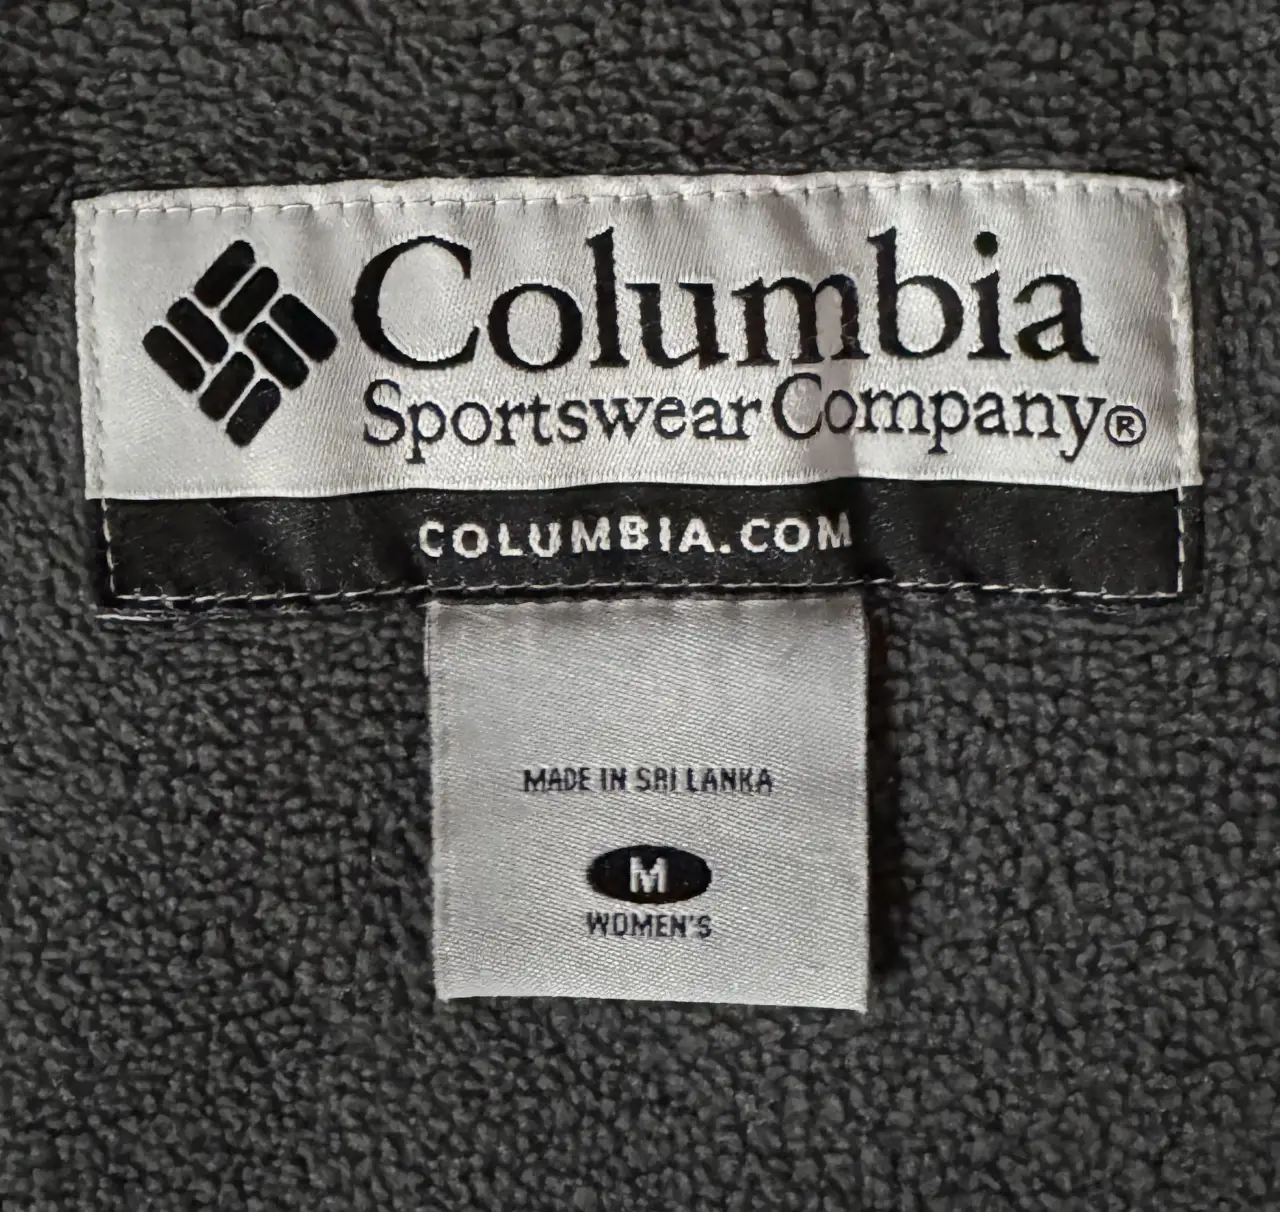 Columbia
Sportswear Company®
COLUMBIA.COM
MADE IN SRI LANKA
M
WOMEN'S